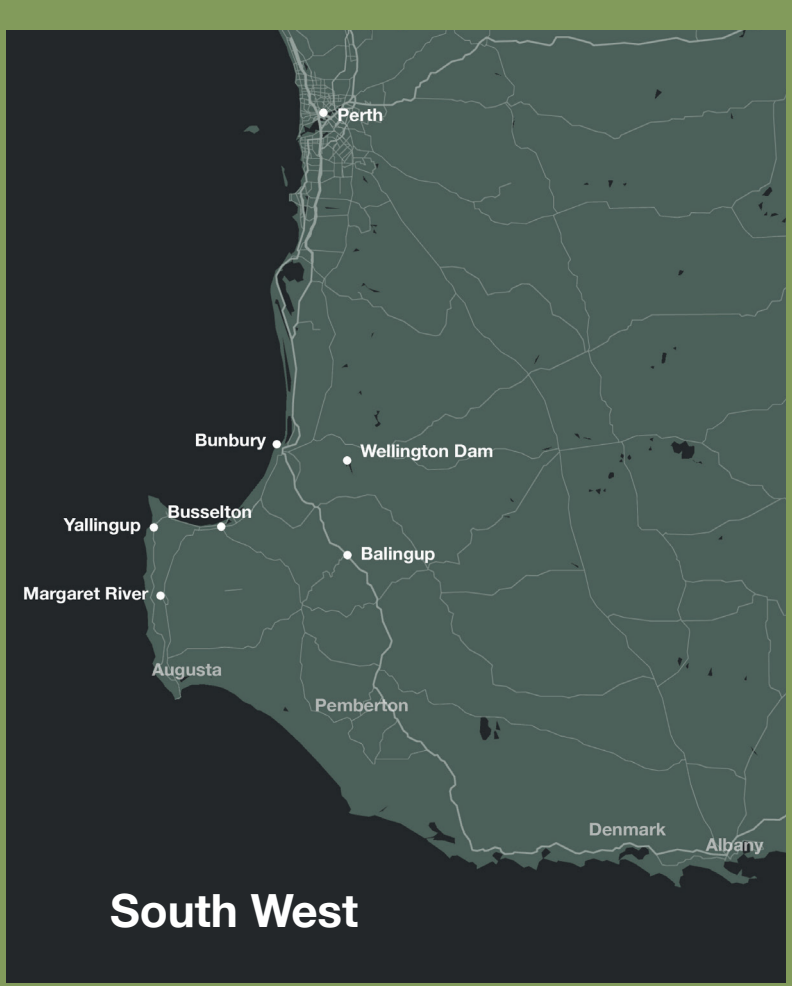 Perth
Bunbury
Wellington Dam
Busselton
Yallingup
Balingup
Margaret River
Augusta
Pemberton
Denmark
Albany
South West